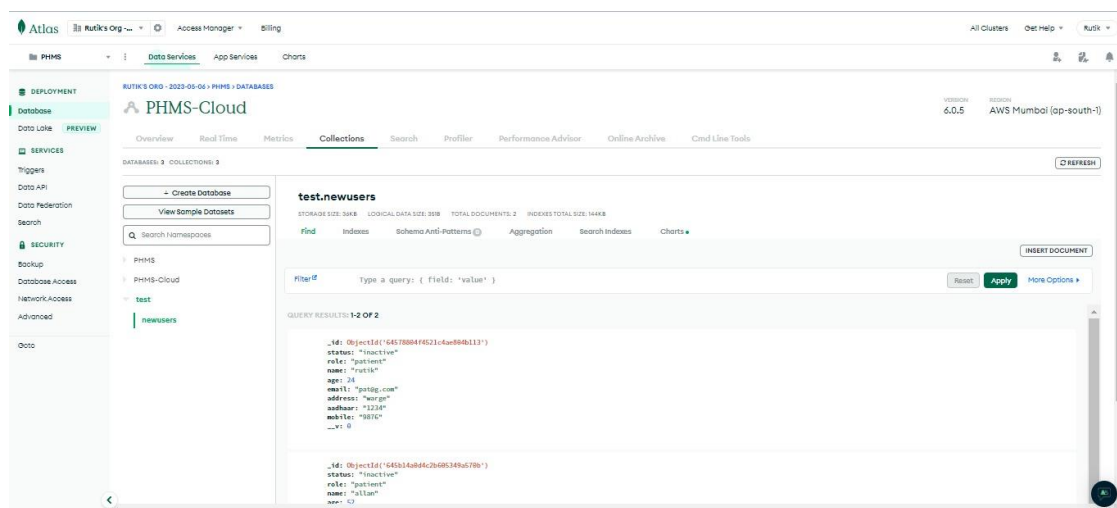 Atlas Rutik's Org -... Access Manager Billing All Clusters Get Help Rutik
PHMS Data Services App Services Charts
DEPLOYMENT
Database
Data Lake PREVIEW
SERVICES
Triggers
Data API
Data Federation
Search
SECURITY
Backup
Database Access
Network Access
Advanced
Goto
RUTIK'S ORG - 2023-05-06 > PHMS > DATABASES
PHMS-Cloud
VERSION
6.0.5
REGION
AWS Mumbai (ap-south-1)
Overview Real Time Metrics Collections Search Profiler Performance Advisor Online Archive Cmd Line Tools
DATABASES: 3 COLLECTIONS: 3
REFRESH
+ Create Database
View Sample Datasets
Search Namespaces
PHMS
PHMS-Cloud
test
newusers
test.newusers
STORAGE SIZE: 36KB LOGICAL DATA SIZE: 351B TOTAL DOCUMENTS: 2 INDEXES TOTAL SIZE: 144KB
Find Indexes Schema Anti-Patterns Aggregation Search Indexes Charts
INSERT DOCUMENT
Filter Type a query: { field: 'value' } Reset Apply More Options
QUERY RESULTS: 1-2 OF 2
_id: ObjectId('64578804f4521c4ae804b113')
status: "inactive"
role: "patient"
name: "rutik"
age: 24
email: "pat@g.com"
address: "warge"
aadhaar: "1234"
mobile: "9876"
__v: 0
_id: ObjectId('645b14a0d4c2b605349a570b')
status: "inactive"
role: "patient"
name: "allan"
age: 52